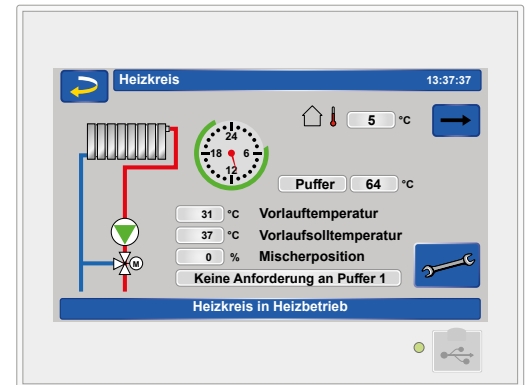 Heizkreis 13:37:37
24
18 6
12
5 °C
Puffer 64 °C
31 °C Vorlauftemperatur
37 °C Vorlaufsolltemperatur
0 % Mischerposition
M
Keine Anforderung an Puffer 1
Heizkreis in Heizbetrieb